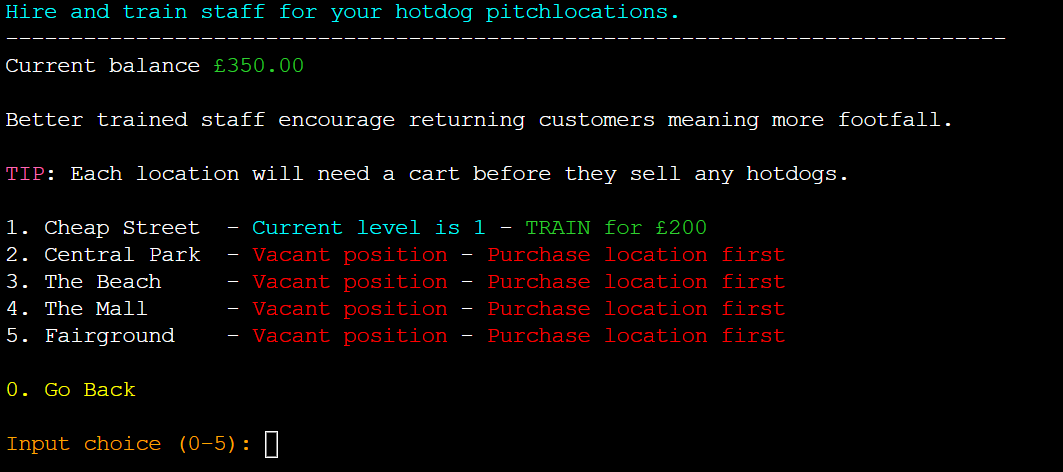 Hire and train staff for your hotdog pitchlocations.
-----------------------------------------------------------------------------
Current balance £350.00
Better trained staff encourage returning customers meaning more footfall.
TIP: Each location will need a cart before they sell any hotdogs.
1. Cheap Street  - Current level is 1 - TRAIN for £200
2. Central Park  - Vacant position - Purchase location first
3. The Beach     - Vacant position - Purchase location first
4. The Mall      - Vacant position - Purchase location first
5. Fairground    - Vacant position - Purchase location first
0. Go Back
Input choice (0-5):